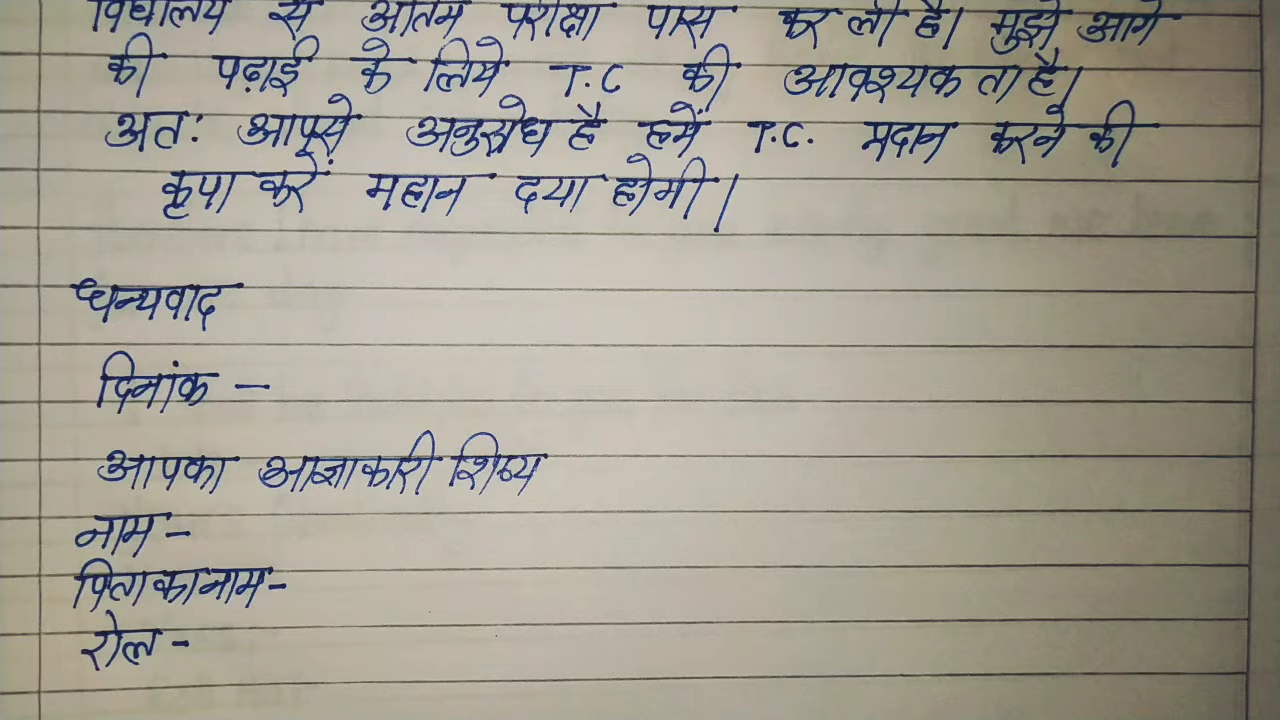 विद्यालय से अंतिम परीक्षा पास कर ली है। मुझे आगे
की पढ़ाई के लिये T.C की आवश्यकता है।
अतः आपसे अनुरोध है हमें T.C. प्रदान करने की
कृपा करें महान दया होगी।
धन्यवाद
दिनांक –
आपका आज्ञाकारी शिष्य
नाम –
पिता का नाम –
रोल –